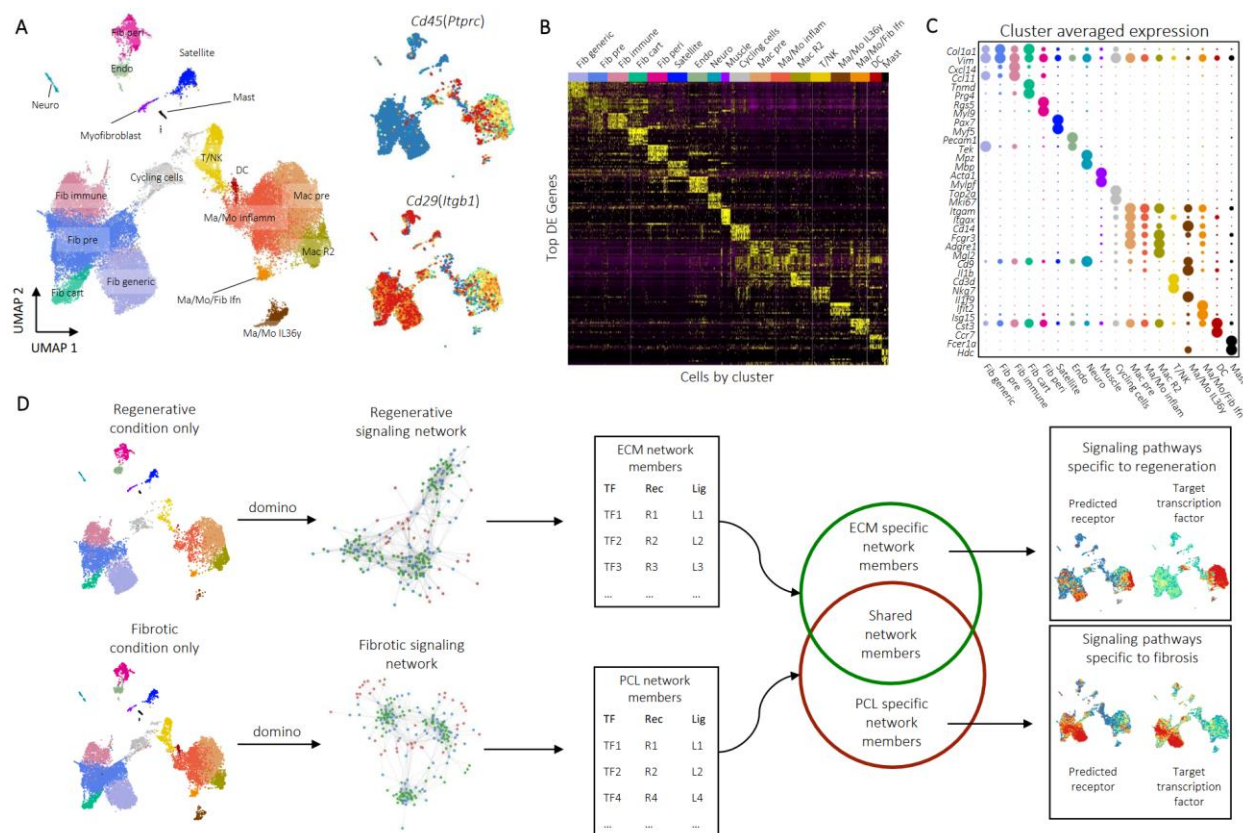 A
Fib peri
Endo
Neuro
Satellite
Mast
Myofibroblast
T/NK
Cycling cells
DC
Fib immune
Mac pre
Ma/Mo inflamm
Fib pre
Mac R2
Fib cart
Fib generic
Ma/Mo/Fib Ifn
Ma/Mo IL36y
UMAP 2
UMAP 1
Cd45(Ptprc)
Cd29(Itgb1)
B
Fib generic
Fib pre
Fib immune
Fib cart
Fib peri
Satellite
Endo
Neuro
Muscle
Cycling cells
Mac pre
Ma/Mo inflam
Mac R2
T/NK
Ma/Mo IL36y
Ma/Mo/Fib Ifn
DC
Mast
Top DE Genes
Cells by cluster
C
Cluster averaged expression
Col1a1
Vim
Cxcl14
Ccl11
Tnmd
Prg4
Rgs5
Myl9
Pax7
Myf5
Pecam1
Tek
Mpz
Mbp
Acta1
Mylpf
Top2a
Mki67
Itgam
Itgax
Cd14
Fcgr3
Adgre1
Mgl2
Cd9
Il1b
Cd3d
Nkg7
Il1f9
Ifit2
Isg15
Cst3
Ccr7
Fcer1a
Hdc
Fib generic
Fib pre
Fib immune
Fib cart
Fib peri
Satellite
Endo
Neuro
Muscle
Cycling cells
Mac pre
Ma/Mo inflam
Mac R2
T/NK
Ma/Mo IL36y
Ma/Mo/Fib Ifn
DC
Mast
D
Regenerative
condition only
domino
Regenerative
signaling network
ECM network
members
TF Rec Lig
TF1 R1 L1
TF2 R2 L2
TF3 R3 L3
... ... ...
Fibrotic
condition only
domino
Fibrotic signaling
network
PCL network
members
TF Rec Lig
TF1 R1 L1
TF2 R2 L2
TF4 R4 L4
... ... ...
ECM specific
network
members
Shared
network
members
PCL specific
network
members
Signaling pathways
specific to regeneration
Predicted
receptor
Target
transcription
factor
Signaling pathways
specific to fibrosis
Predicted
receptor
Target
transcription
factor